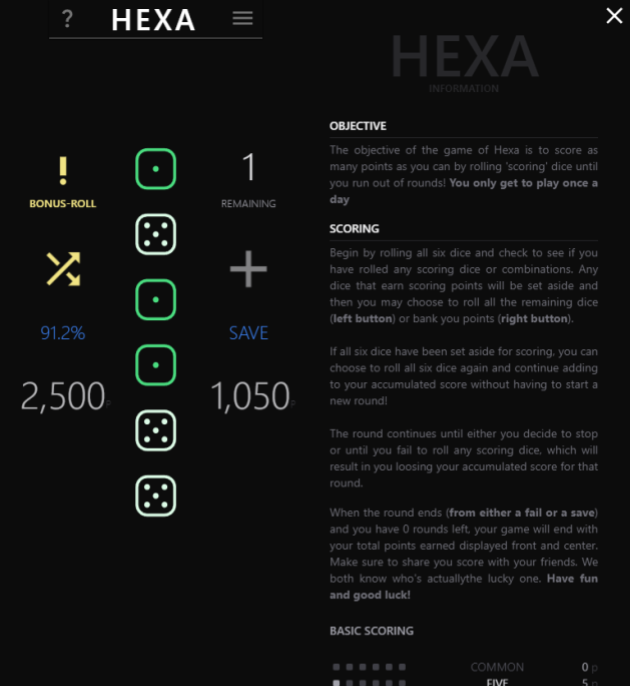 ?
HEXA
!
BONUS-ROLL
1
REMAINING
91.2%
+
SAVE
2,500 p
1,050 p
HEXA
INFORMATION
OBJECTIVE
The objective of the game of Hexa is to score as
many points as you can by rolling 'scoring' dice until
you run out of rounds! You only get to play once a
day
SCORING
Begin by rolling all six dice and check to see if you
have rolled any scoring dice or combinations. Any
dice that earn scoring points will be set aside and
then you may choose to roll all the remaining dice
(left button) or bank you points (right button).
If all six dice have been set aside for scoring, you can
choose to roll all six dice again and continue adding
to your accumulated score without having to start a
new round!
The round continues until either you decide to stop
or until you fail to roll any scoring dice, which will
result in you loosing your accumulated score for that
round.
When the round ends (from either a fail or a save)
and you have 0 rounds left, your game will end with
your total points earned displayed front and center.
Make sure to share you score with your friends. We
both know who's actuallythe lucky one. Have fun
and good luck!
BASIC SCORING
COMMON 0 p
FIVE 5 p